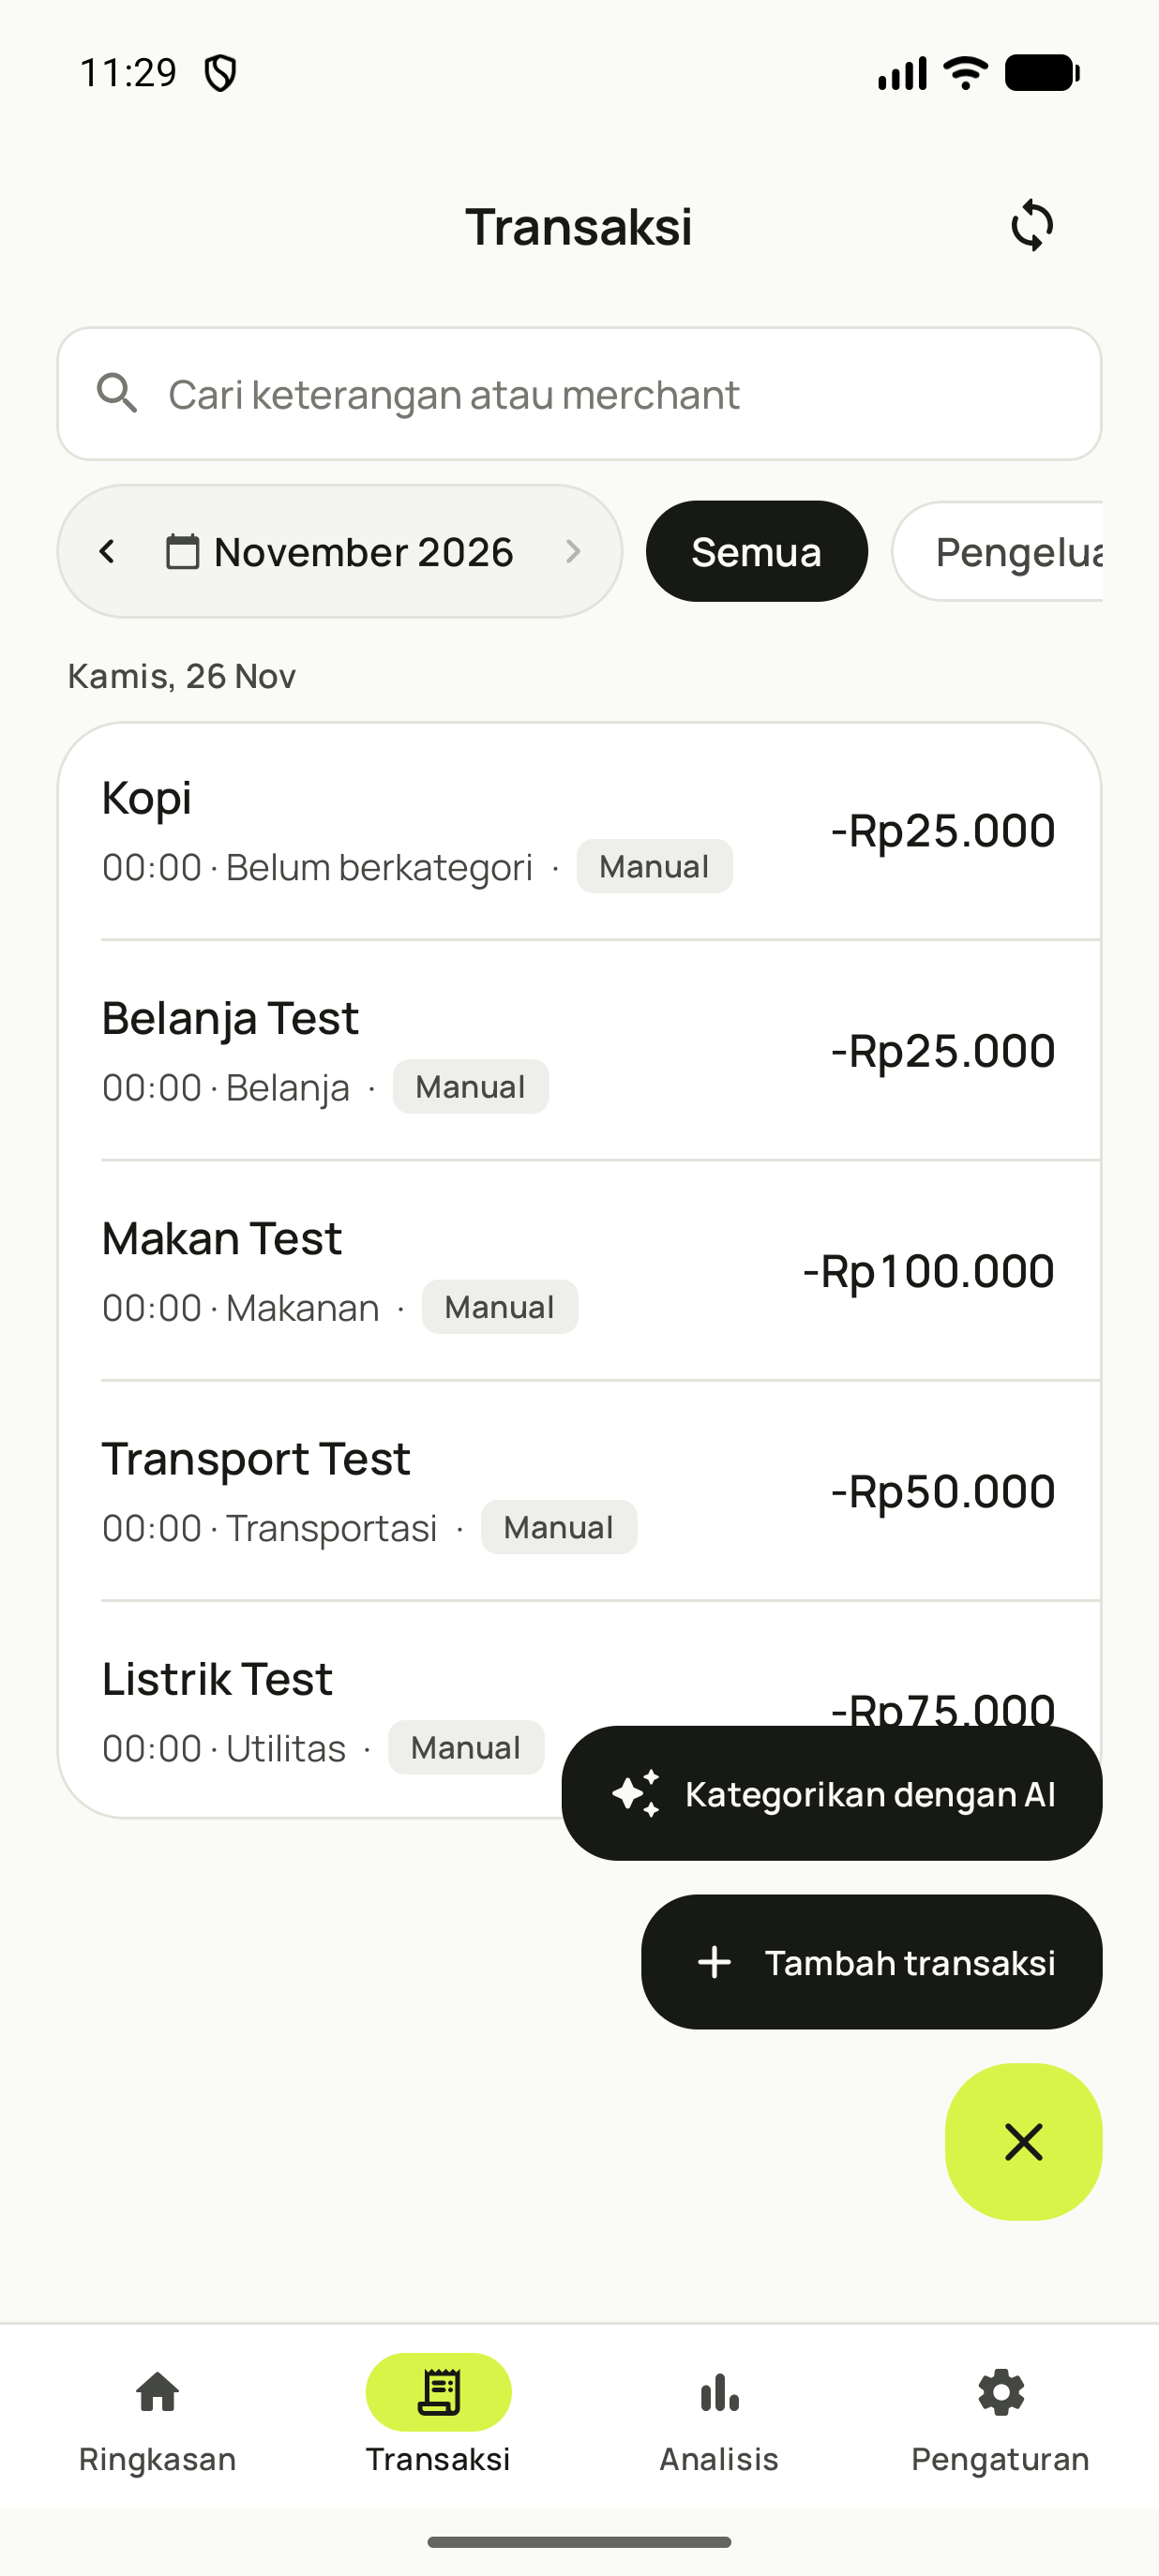 11:29
Transaksi
Cari keterangan atau merchant
November 2026
Semua
Pengelua
Kamis, 26 Nov
Kopi
-Rp25.000
00:00 · Belum berkategori · Manual
Belanja Test
-Rp25.000
00:00 · Belanja · Manual
Makan Test
-Rp100.000
00:00 · Makanan · Manual
Transport Test
-Rp50.000
00:00 · Transportasi · Manual
Listrik Test
-Rp75.000
00:00 · Utilitas · Manual
Kategorikan dengan AI
Tambah transaksi
Ringkasan
Transaksi
Analisis
Pengaturan